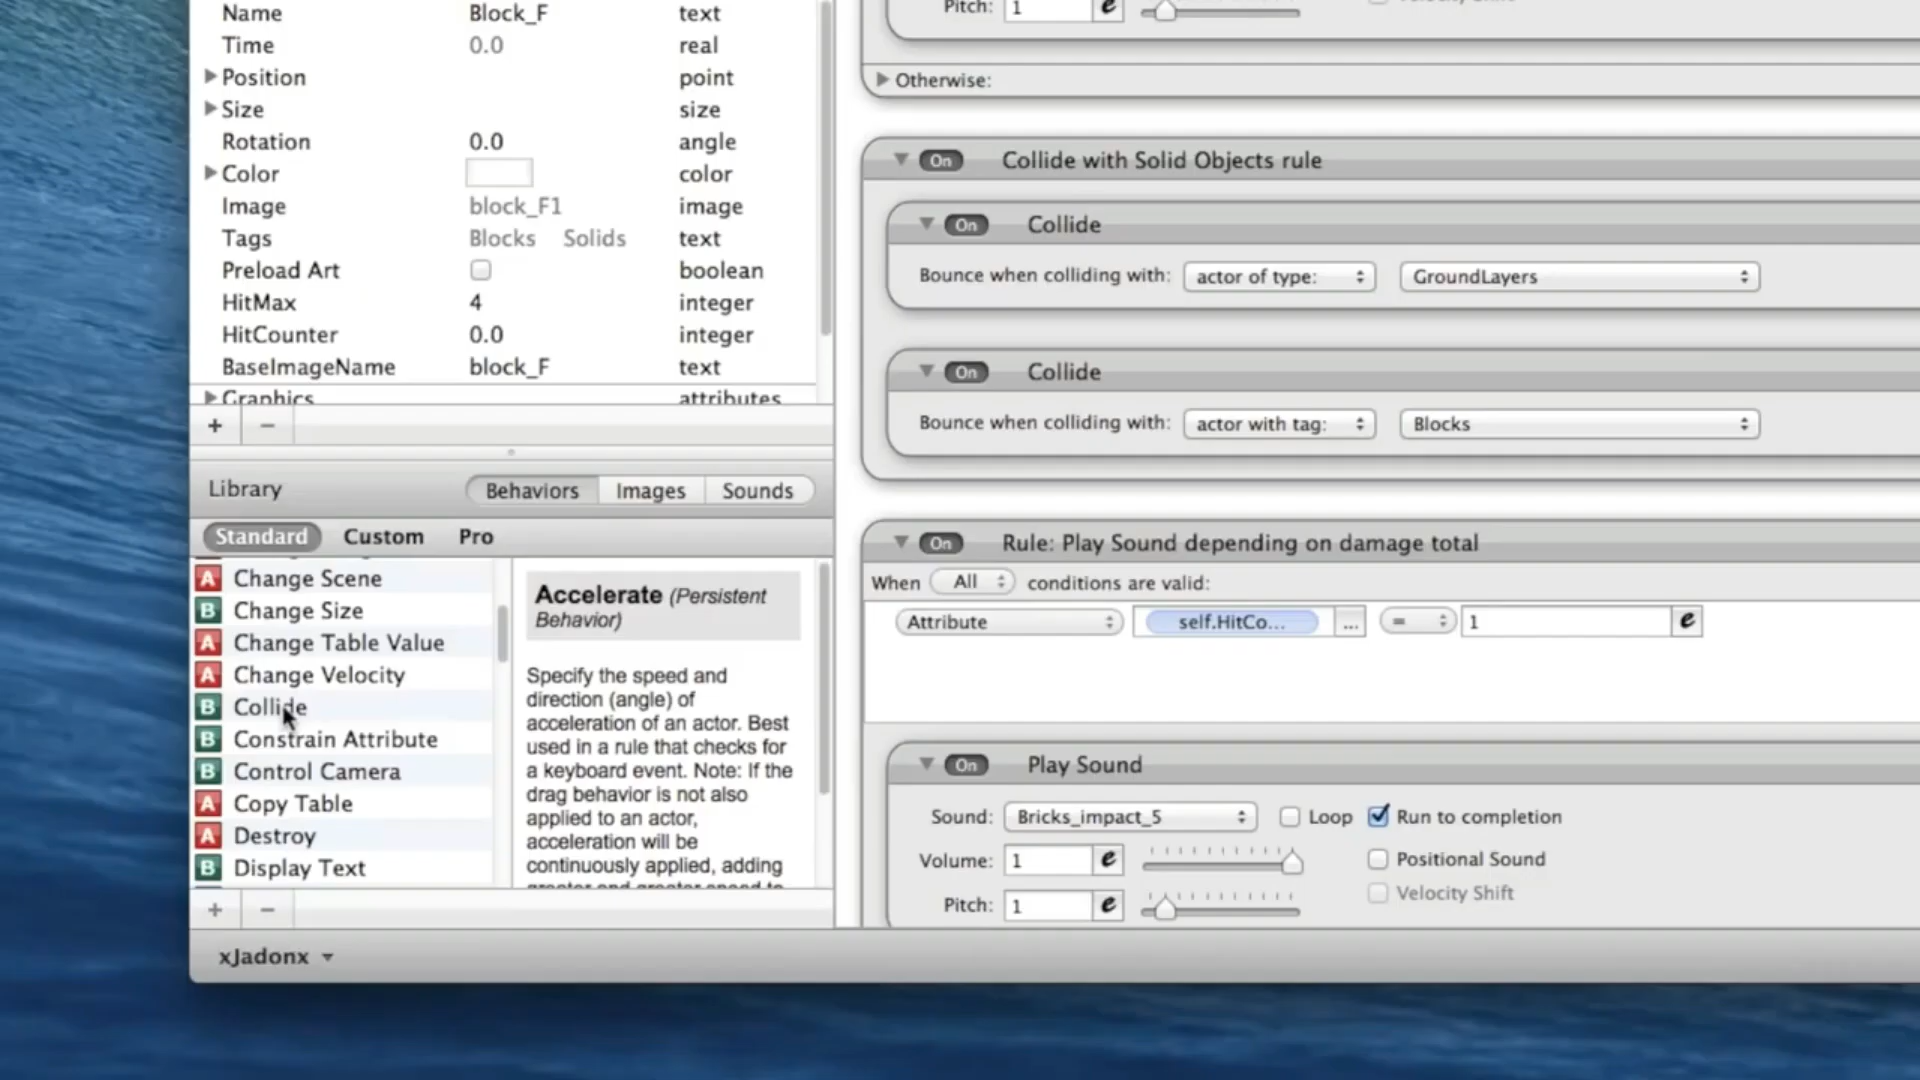 Name Block_F text
Time 0.0 real
Position point
Size size
Rotation 0.0 angle
Color color
Image block_F1 image
Tags Blocks Solids text
Preload Art boolean
HitMax 4 integer
HitCounter 0.0 integer
BaseImageName block_F text
Graphics attributes
+ −
Library Behaviors Images Sounds
Standard Custom Pro
A Change Scene
B Change Size
A Change Table Value
A Change Velocity
B Collide
B Constrain Attribute
B Control Camera
A Copy Table
A Destroy
B Display Text
Accelerate (Persistent
Behavior)
Specify the speed and
direction (angle) of
acceleration of an actor. Best
used in a rule that checks for
a keyboard event. Note: If the
drag behavior is not also
applied to an actor,
acceleration will be
continuously applied, adding
greater and greater speed to
+ −
xJadonx
Pitch: 1 e
Otherwise:
On Collide with Solid Objects rule
On Collide
Bounce when colliding with: actor of type: GroundLayers
On Collide
Bounce when colliding with: actor with tag: Blocks
On Rule: Play Sound depending on damage total
When All conditions are valid:
Attribute self.HitCo... ... = 1 e
On Play Sound
Sound: Bricks_impact_5 Loop Run to completion
Volume: 1 e Positional Sound
Velocity Shift
Pitch: 1 e